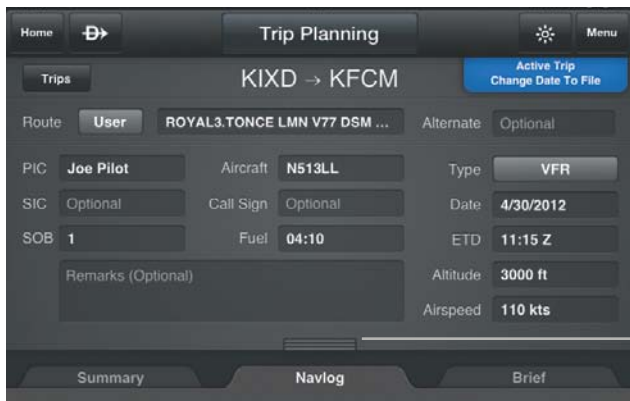 Home Trip Planning Menu
Trips KIXD → KFCM Active Trip
Change Date To File
Route User ROYAL3.TONCE LMN V77 DSM ... Alternate Optional
PIC Joe Pilot Aircraft N513LL Type VFR
SIC Optional Call Sign Optional Date 4/30/2012
SOB 1 Fuel 04:10 ETD 11:15 Z
Remarks (Optional) Altitude 3000 ft
Airspeed 110 kts
Summary Navlog Brief